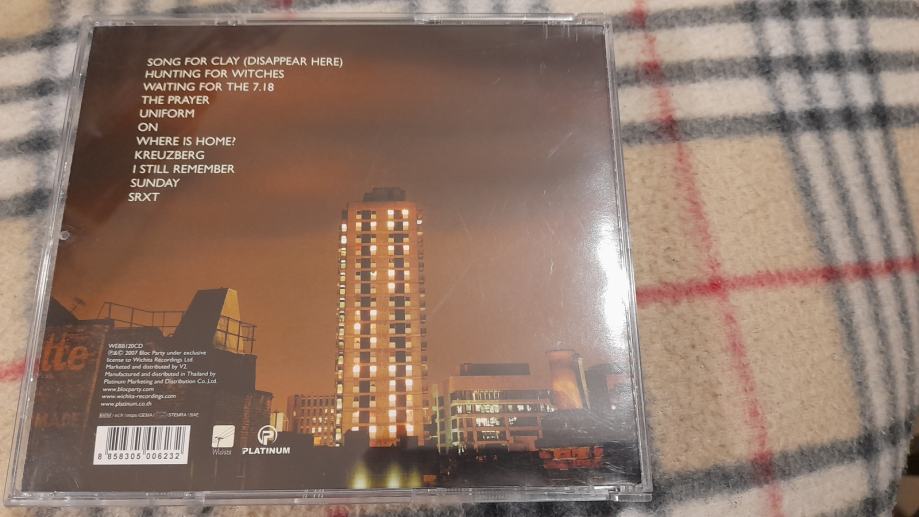 SONG FOR CLAY (DISAPPEAR HERE)
HUNTING FOR WITCHES
WAITING FOR THE 7.18
THE PRAYER
UNIFORM
ON
WHERE IS HOME?
KREUZBERG
I STILL REMEMBER
SUNDAY
SRXT
tte
MADE
WEBB120CD
℗&© 2007 Bloc Party under exclusive
license to Wichita Recordings Ltd.
Marketed and distributed by V2.
Manufactured and distributed in Thailand by
Platinum Marketing and Distribution Co.,Ltd.
www.blocparty.com
www.wichita-recordings.com
www.platinum.co.th
8 858305 006232
Wichita
PLATINUM